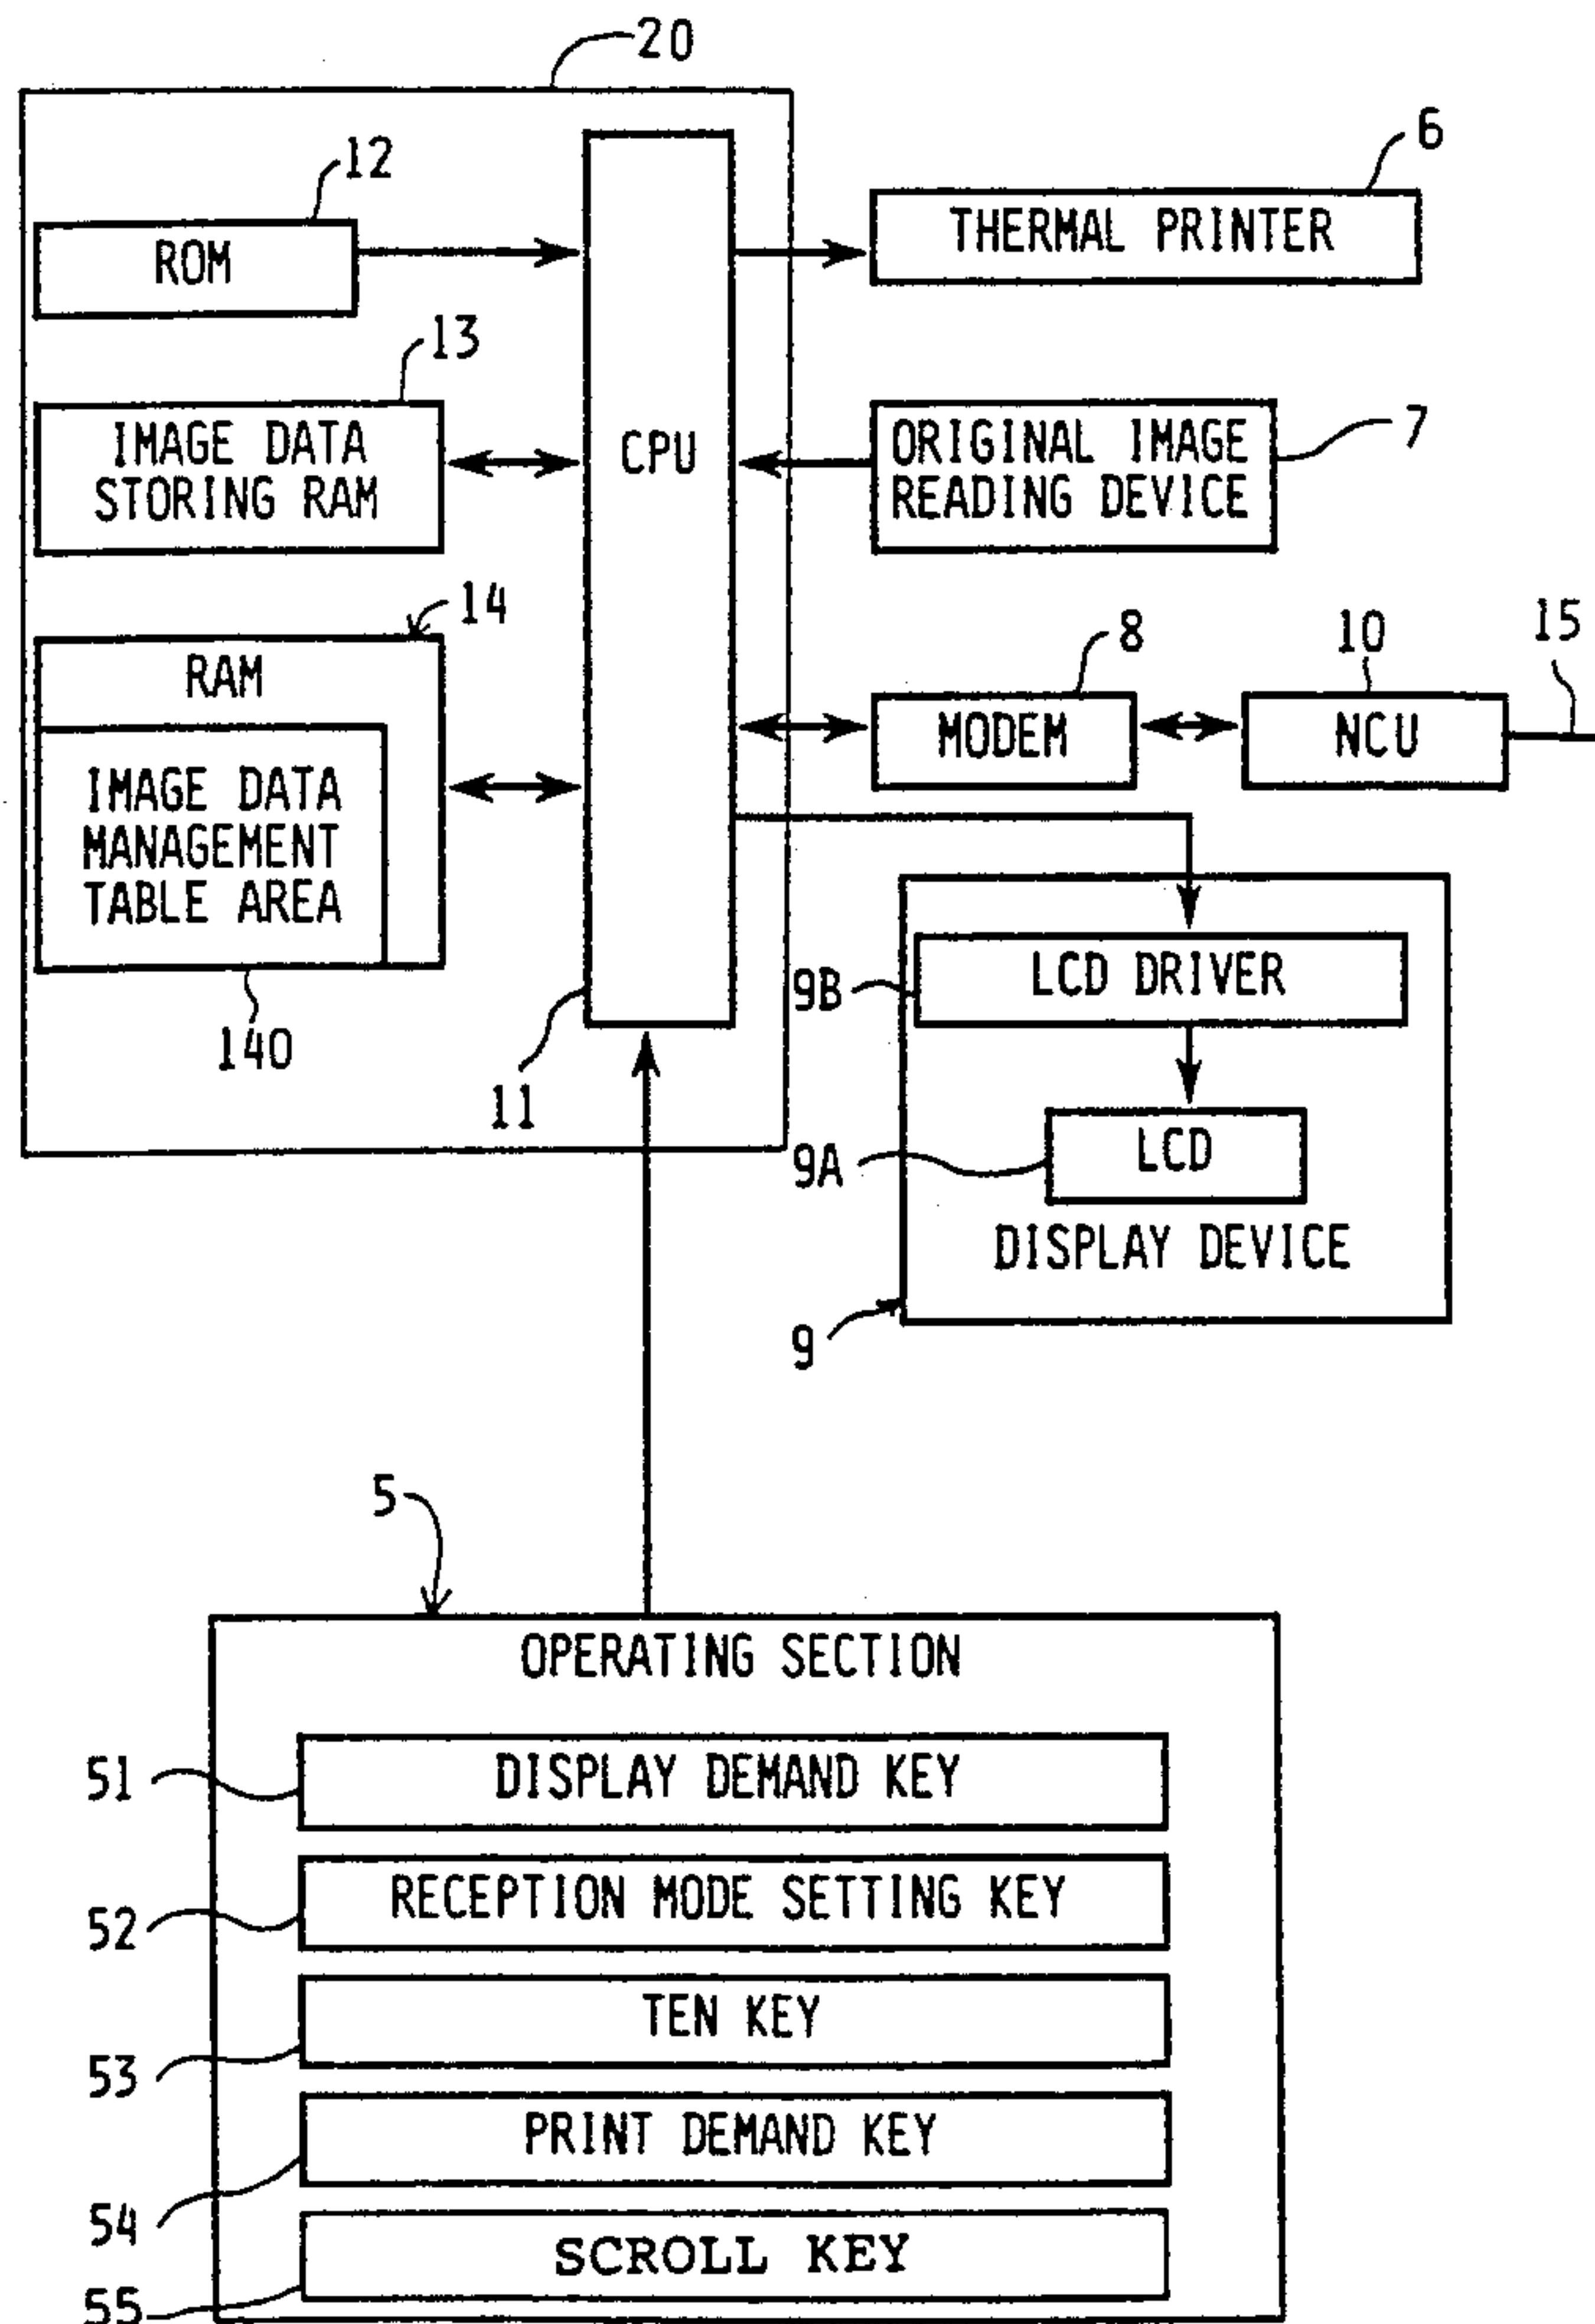 20
12
ROM
6
THERMAL PRINTER
13
IMAGE DATA
STORING RAM
CPU
ORIGINAL IMAGE
READING DEVICE
7
14
RAM
IMAGE DATA
MANAGEMENT
TABLE AREA
140
11
8
MODEM
10
NCU
15
9B
LCD DRIVER
9A
LCD
DISPLAY DEVICE
9
5
OPERATING SECTION
51
DISPLAY DEMAND KEY
52
RECEPTION MODE SETTING KEY
53
TEN KEY
54
PRINT DEMAND KEY
55
SCROLL KEY